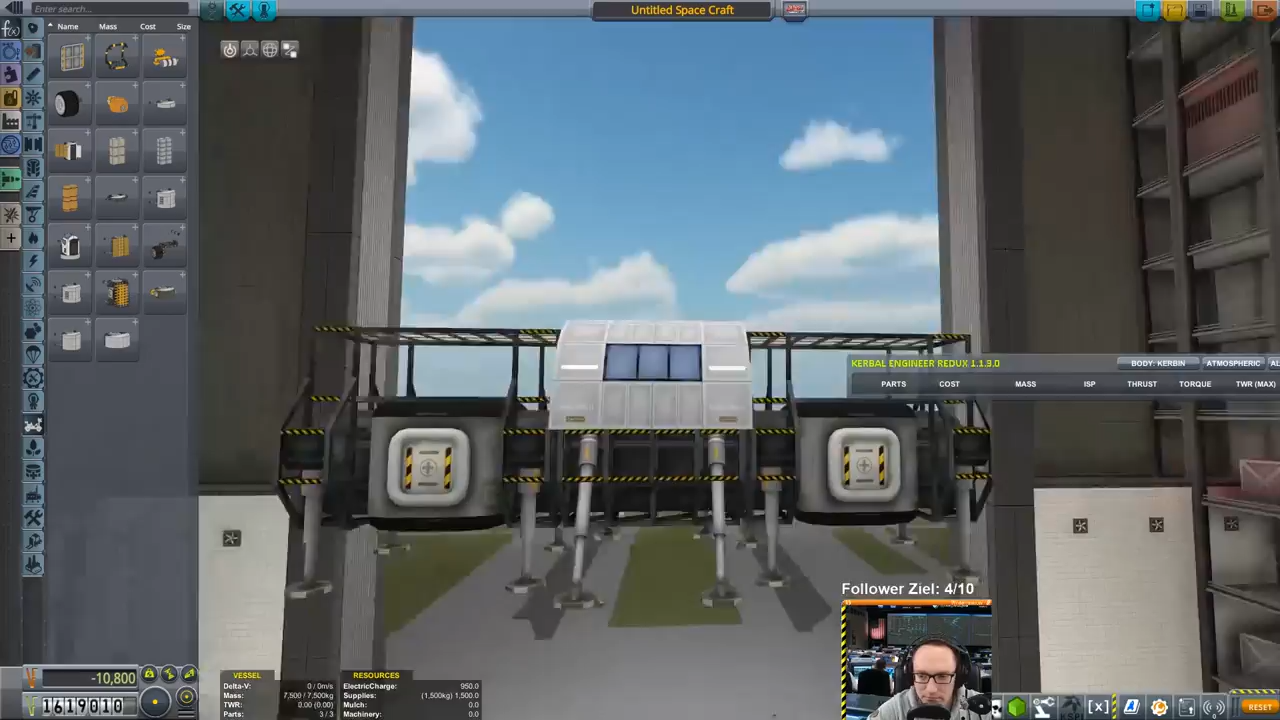 Enter search...
Untitled Space Craft
Name Mass Cost Size
KERBAL ENGINEER REDUX 1.1.9.0
BODY: KERBIN
ATMOSPHERIC
AL
PARTS COST MASS ISP THRUST TORQUE TWR (MAX)
Follower Ziel: 4/10
-10,800
1619010
VESSEL
Delta-V: 0 / 0m/s
Mass: 7,500 / 7,500kg
TWR: 0.00 (0.00)
Parts: 3 / 3
RESOURCES
ElectricCharge: 950.0
Supplies: (1,500kg) 1,500.0
Mulch: 0.0
Machinery: 0.0
[x]
RESET